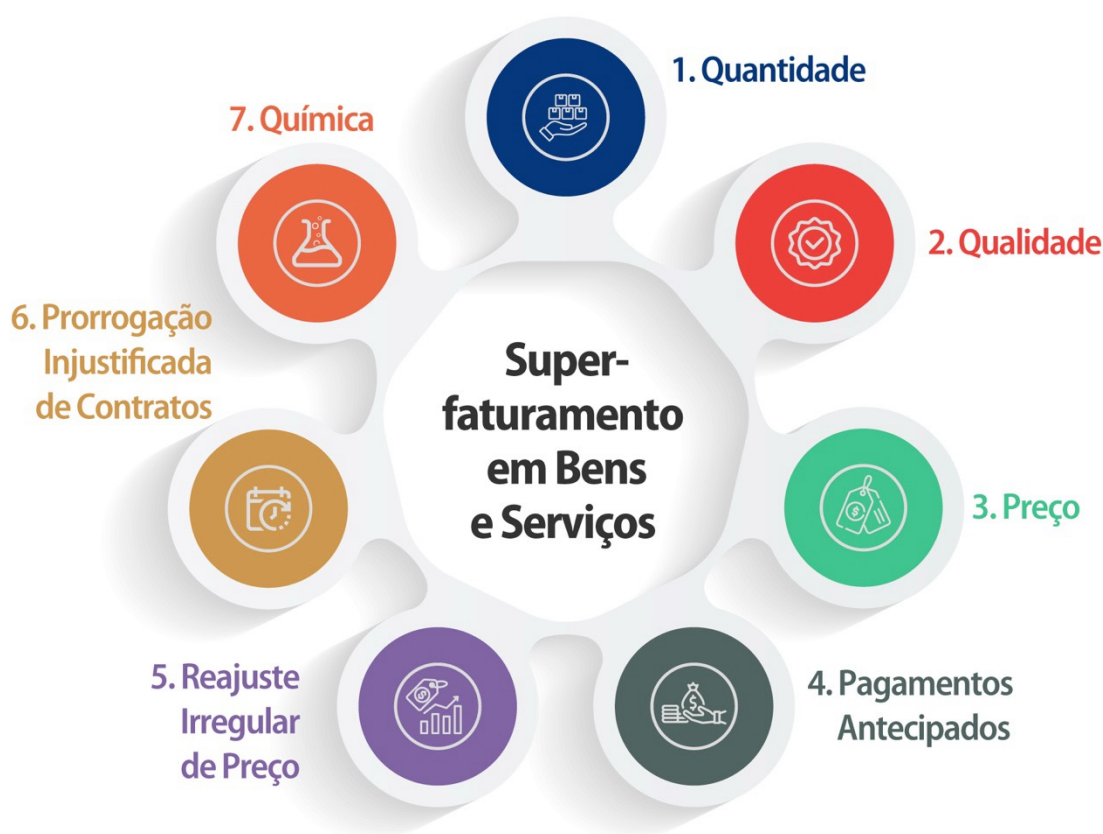 Super-
faturamento
em Bens
e Serviços
1. Quantidade
2. Qualidade
3. Preço
4. Pagamentos
Antecipados
5. Reajuste
Irregular
de Preço
6. Prorrogação
Injustificada
de Contratos
7. Química